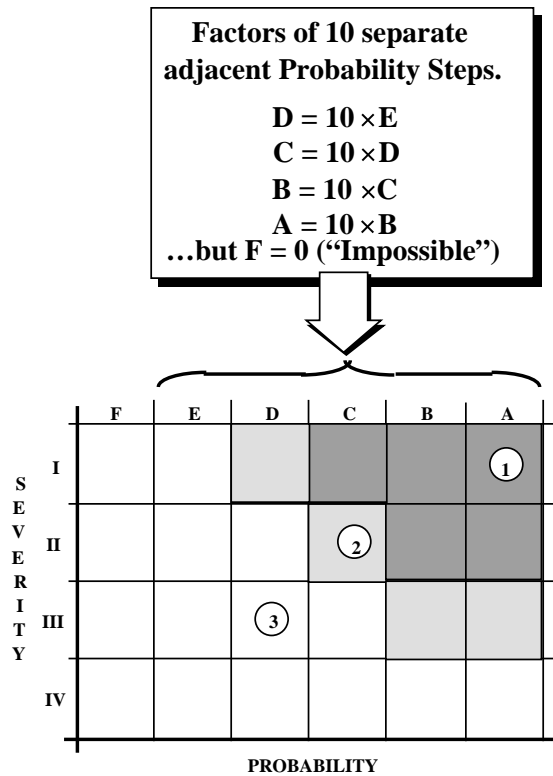 Factors of 10 separate
adjacent Probability Steps.
D = 10 × E
C = 10 × D
B = 10 × C
A = 10 × B
…but F = 0 (“Impossible”)
F E D C B A
SEVERITY
I 1
II 2
III 3
IV
PROBABILITY